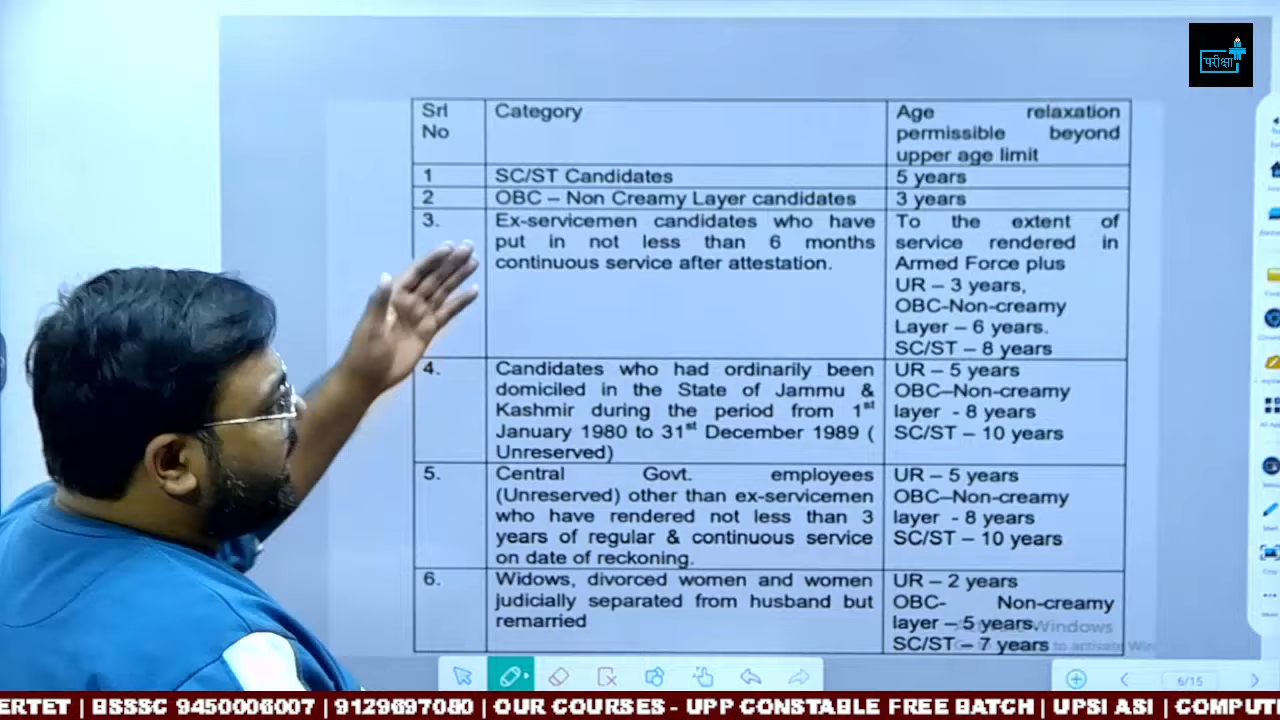 परीक्षा
Srl Category Age relaxation
No permissible beyond
upper age limit
1 SC/ST Candidates 5 years
2 OBC – Non Creamy Layer candidates 3 years
3. Ex-servicemen candidates who have To the extent of
put in not less than 6 months service rendered in
continuous service after attestation. Armed Force plus
UR – 3 years,
OBC-Non-creamy
Layer – 6 years.
SC/ST – 8 years
4. Candidates who had ordinarily been UR – 5 years
domiciled in the State of Jammu & OBC–Non-creamy
Kashmir during the period from 1st layer - 8 years
January 1980 to 31st December 1989 ( SC/ST – 10 years
Unreserved)
5. Central Govt. employees UR – 5 years
(Unreserved) other than ex-servicemen OBC–Non-creamy
who have rendered not less than 3 layer - 8 years
years of regular & continuous service SC/ST – 10 years
on date of reckoning.
6. Widows, divorced women and women UR – 2 years
judicially separated from husband but OBC- Non-creamy
remarried layer – 5 years.
SC/ST – 7 years
Windows
to activate Win
6/15
ERTET | BSSSC 9450006007 | 9129697080 | OUR COURSES - UPP CONSTABLE FREE BATCH | UPSI ASI | COMPUT